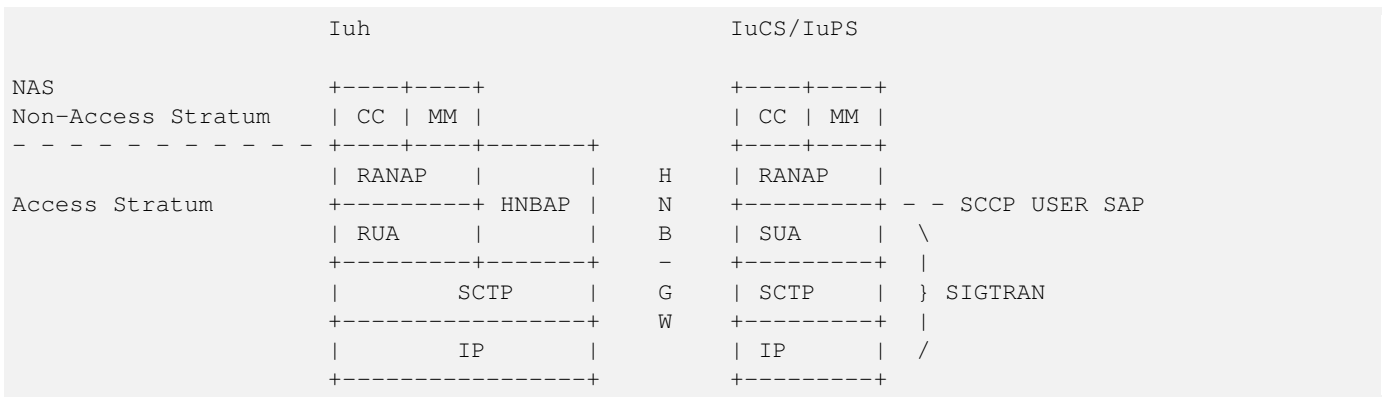 Iuh                         IuCS/IuPS

NAS                   +----+----+                 +----+----+
Non-Access Stratum    | CC | MM |                 | CC | MM |
- - - - - - - - - - - +----+----+-------+         +----+----+
                      | RANAP   |       |    H    | RANAP   |
Access Stratum        +---------+ HNBAP |    N    +---------+ - - SCCP USER SAP
                      | RUA     |       |    B    | SUA     |  \
                      +---------+-------+    -    +---------+  |
                      |        SCTP     |    G    | SCTP    |  } SIGTRAN
                      +-----------------+    W    +---------+  |
                      |        IP       |         | IP      |  /
                      +-----------------+         +---------+